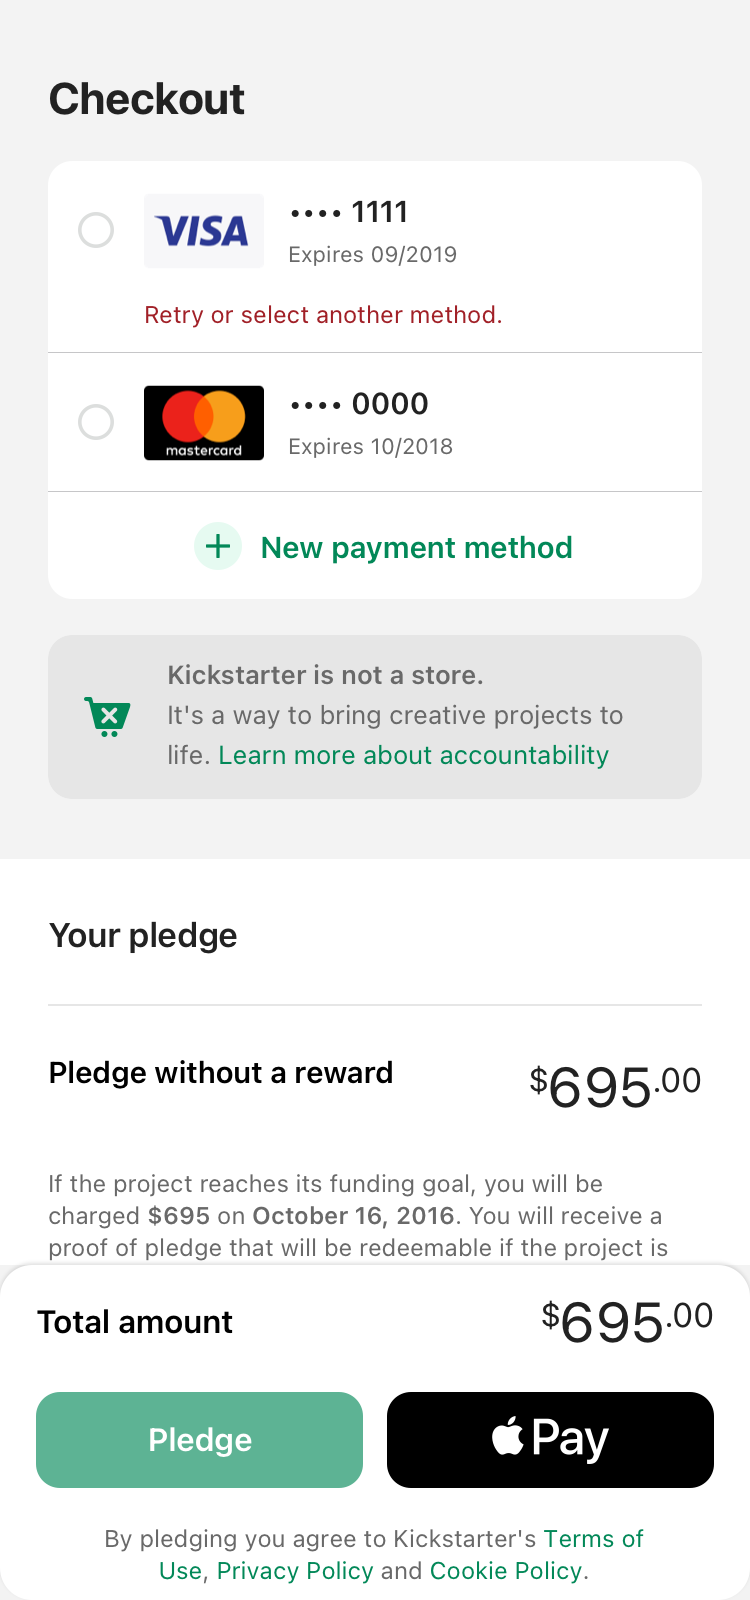 Checkout
VISA
•••• 1111
Expires 09/2019
Retry or select another method.
mastercard
•••• 0000
Expires 10/2018
+ New payment method
Kickstarter is not a store.
It's a way to bring creative projects to
life. Learn more about accountability
Your pledge
Pledge without a reward
$695.00
If the project reaches its funding goal, you will be
charged $695 on October 16, 2016. You will receive a
proof of pledge that will be redeemable if the project is
Total amount
$695.00
Pledge
Pay
By pledging you agree to Kickstarter's Terms of
Use, Privacy Policy and Cookie Policy.